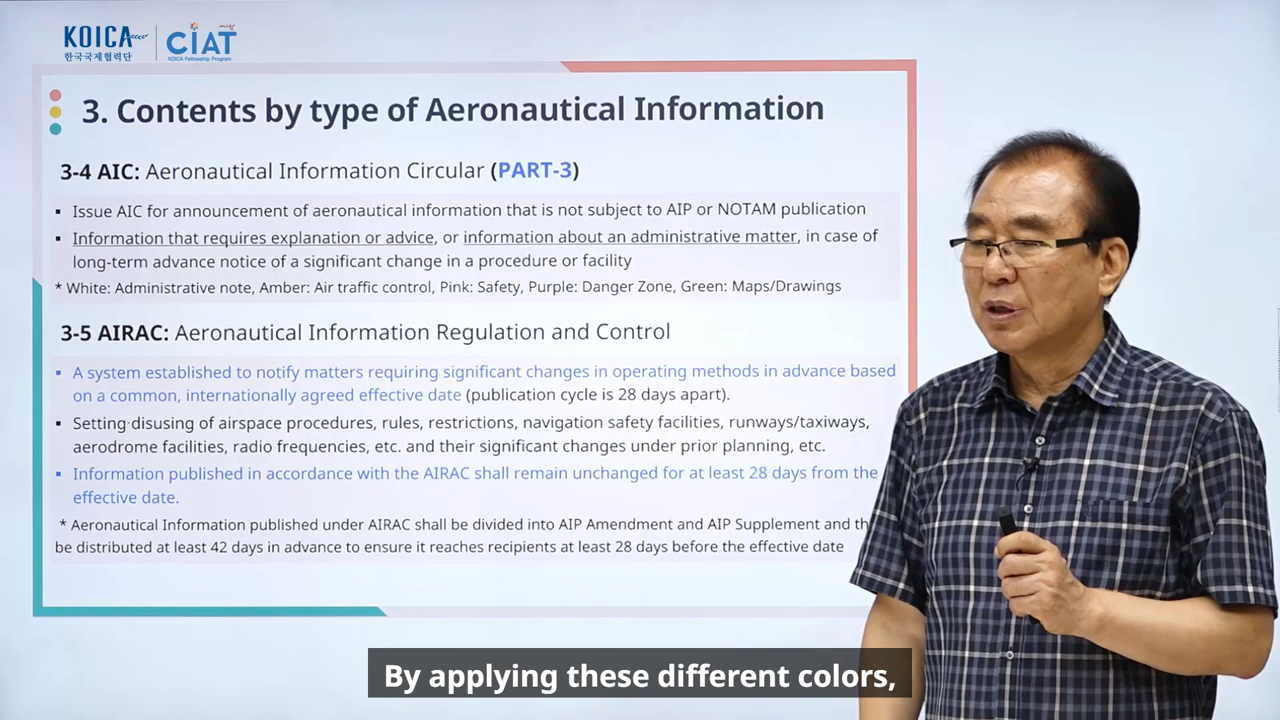 KOICA
한국국제협력단
CIAT
KOICA Fellowship Program
3. Contents by type of Aeronautical Information
3-4 AIC: Aeronautical Information Circular (PART-3)
▪ Issue AIC for announcement of aeronautical information that is not subject to AIP or NOTAM publication
▪ Information that requires explanation or advice, or information about an administrative matter, in case of
long-term advance notice of a significant change in a procedure or facility
* White: Administrative note, Amber: Air traffic control, Pink: Safety, Purple: Danger Zone, Green: Maps/Drawings
3-5 AIRAC: Aeronautical Information Regulation and Control
▪ A system established to notify matters requiring significant changes in operating methods in advance based
on a common, internationally agreed effective date (publication cycle is 28 days apart).
▪ Setting·disusing of airspace procedures, rules, restrictions, navigation safety facilities, runways/taxiways,
aerodrome facilities, radio frequencies, etc. and their significant changes under prior planning, etc.
▪ Information published in accordance with the AIRAC shall remain unchanged for at least 28 days from the
effective date.
* Aeronautical Information published under AIRAC shall be divided into AIP Amendment and AIP Supplement and
be distributed at least 42 days in advance to ensure it reaches recipients at least 28 days before the effective date
By applying these different colors,